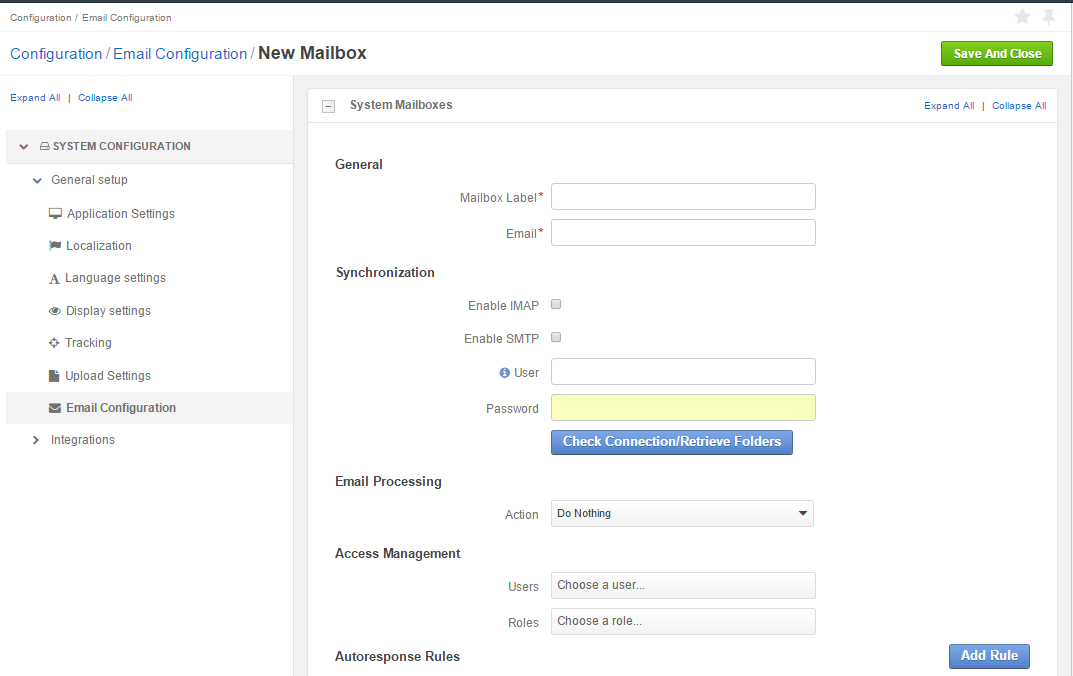 Configuration / Email Configuration
Configuration / Email Configuration / New Mailbox
Save And Close
Expand All | Collapse All
SYSTEM CONFIGURATION
General setup
Application Settings
Localization
Language settings
Display settings
Tracking
Upload Settings
Email Configuration
Integrations
System Mailboxes
Expand All | Collapse All
General
Mailbox Label*
Email*
Synchronization
Enable IMAP
Enable SMTP
User
Password
Check Connection/Retrieve Folders
Email Processing
Action Do Nothing
Access Management
Users Choose a user...
Roles Choose a role...
Autoresponse Rules
Add Rule